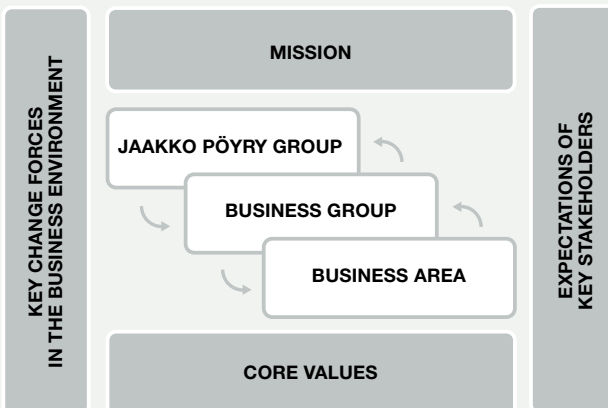 KEY CHANGE FORCES
IN THE BUSINESS ENVIRONMENT
MISSION
JAAKKO PÖYRY GROUP
BUSINESS GROUP
BUSINESS AREA
CORE VALUES
EXPECTATIONS OF
KEY STAKEHOLDERS